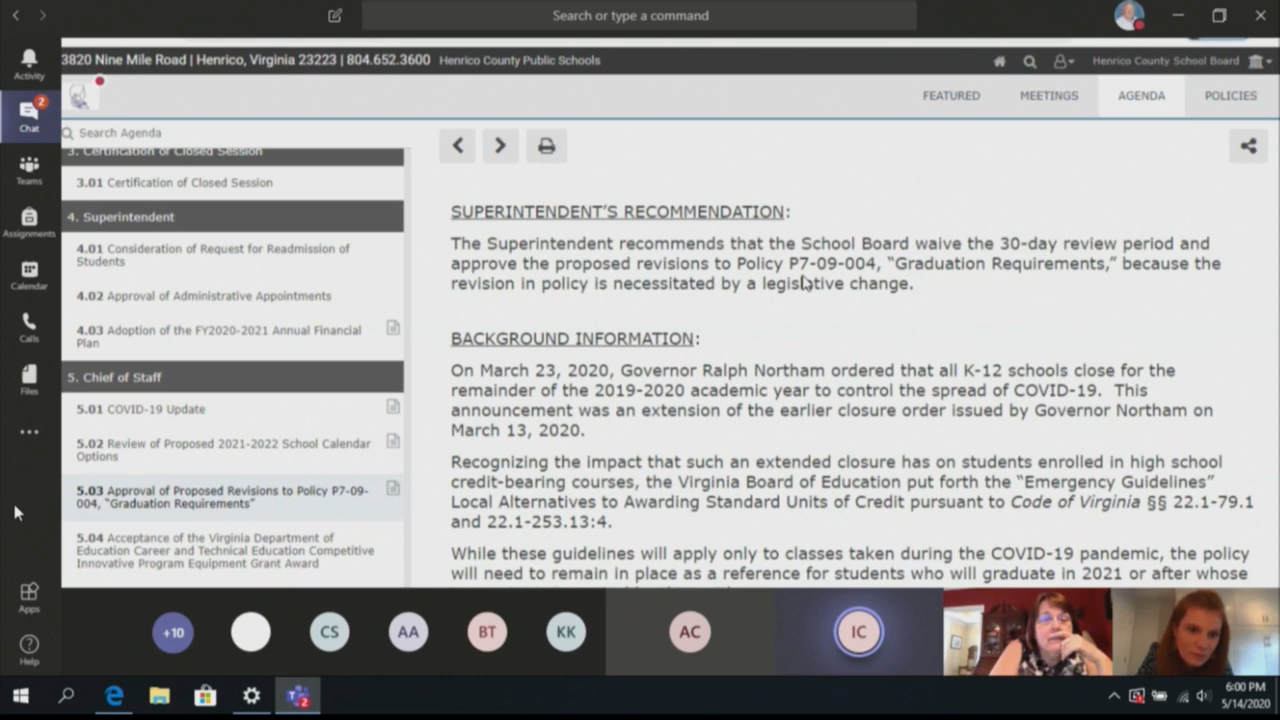 Search or type a command
3820 Nine Mile Road | Henrico, Virginia 23223 | 804.652.3600 Henrico County Public Schools
Henrico County School Board
Activity
2
Chat
Teams
Assignments
Calendar
Calls
Files
Apps
Help
FEATURED
MEETINGS
AGENDA
POLICIES
Search Agenda
3. Certification of Closed Session
3.01 Certification of Closed Session
4. Superintendent
4.01 Consideration of Request for Readmission of
Students
4.02 Approval of Administrative Appointments
4.03 Adoption of the FY2020-2021 Annual Financial
Plan
5. Chief of Staff
5.01 COVID-19 Update
5.02 Review of Proposed 2021-2022 School Calendar
Options
5.03 Approval of Proposed Revisions to Policy P7-09-
004, “Graduation Requirements”
5.04 Acceptance of the Virginia Department of
Education Career and Technical Education Competitive
Innovative Program Equipment Grant Award
SUPERINTENDENT’S RECOMMENDATION:
The Superintendent recommends that the School Board waive the 30-day review period and
approve the proposed revisions to Policy P7-09-004, “Graduation Requirements,” because the
revision in policy is necessitated by a legislative change.
BACKGROUND INFORMATION:
On March 23, 2020, Governor Ralph Northam ordered that all K-12 schools close for the
remainder of the 2019-2020 academic year to control the spread of COVID-19. This
announcement was an extension of the earlier closure order issued by Governor Northam on
March 13, 2020.
Recognizing the impact that such an extended closure has on students enrolled in high school
credit-bearing courses, the Virginia Board of Education put forth the “Emergency Guidelines”
Local Alternatives to Awarding Standard Units of Credit pursuant to Code of Virginia §§ 22.1-79.1
and 22.1-253.13:4.
While these guidelines will apply only to classes taken during the COVID-19 pandemic, the policy
will need to remain in place as a reference for students who will graduate in 2021 or after whose
+10
CS
AA
BT
KK
AC
IC
2
6:00 PM
5/14/2020